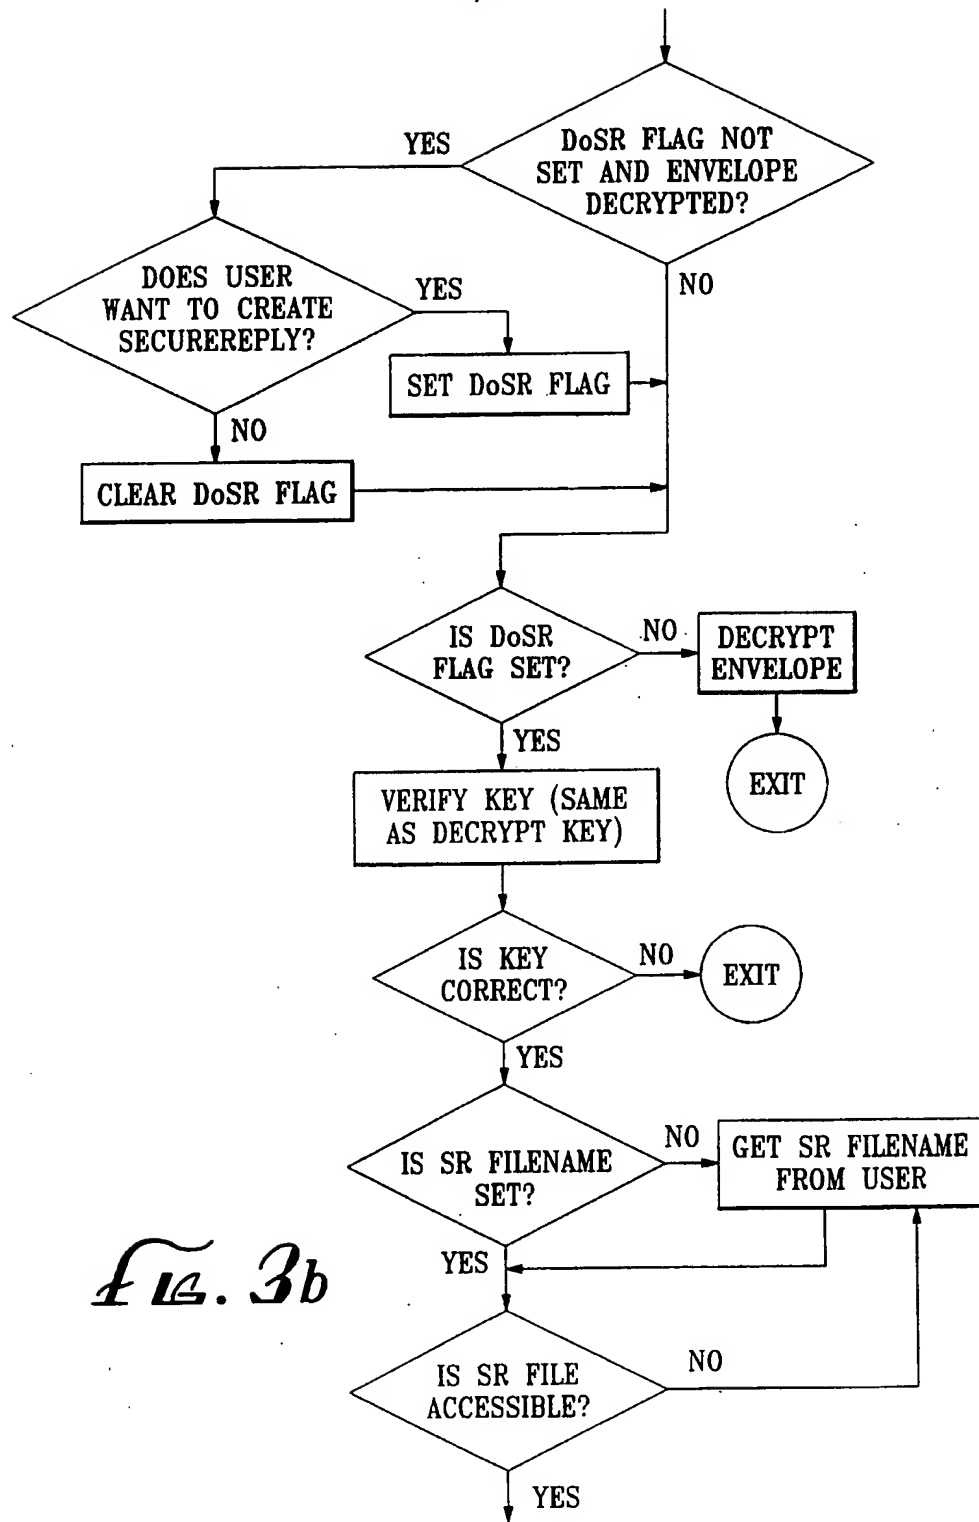 YES
DoSR FLAG NOT
SET AND ENVELOPE
DECRYPTED?
NO
DOES USER
WANT TO CREATE
SECUREREPLY?
YES
SET DoSR FLAG
NO
CLEAR DoSR FLAG
IS DoSR
FLAG SET?
NO
DECRYPT
ENVELOPE
EXIT
YES
VERIFY KEY (SAME
AS DECRYPT KEY)
IS KEY
CORRECT?
NO
EXIT
YES
IS SR FILENAME
SET?
NO
GET SR FILENAME
FROM USER
YES
FIG. 3b
IS SR FILE
ACCESSIBLE?
NO
YES